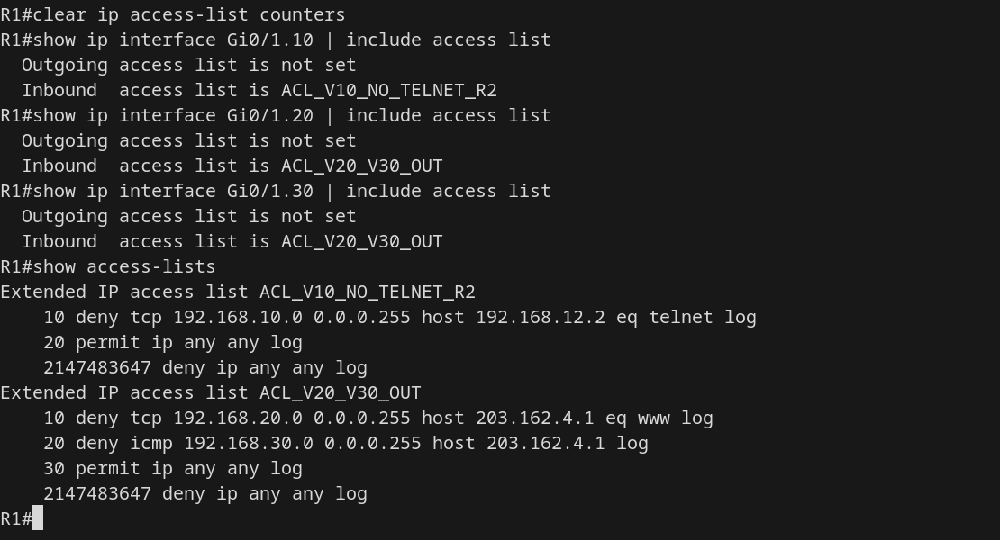 R1#clear ip access-list counters
R1#show ip interface Gi0/1.10 | include access list
  Outgoing access list is not set
  Inbound  access list is ACL_V10_NO_TELNET_R2
R1#show ip interface Gi0/1.20 | include access list
  Outgoing access list is not set
  Inbound  access list is ACL_V20_V30_OUT
R1#show ip interface Gi0/1.30 | include access list
  Outgoing access list is not set
  Inbound  access list is ACL_V20_V30_OUT
R1#show access-lists
Extended IP access list ACL_V10_NO_TELNET_R2
    10 deny tcp 192.168.10.0 0.0.0.255 host 192.168.12.2 eq telnet log
    20 permit ip any any log
    2147483647 deny ip any any log
Extended IP access list ACL_V20_V30_OUT
    10 deny tcp 192.168.20.0 0.0.0.255 host 203.162.4.1 eq www log
    20 deny icmp 192.168.30.0 0.0.0.255 host 203.162.4.1 log
    30 permit ip any any log
    2147483647 deny ip any any log
R1#